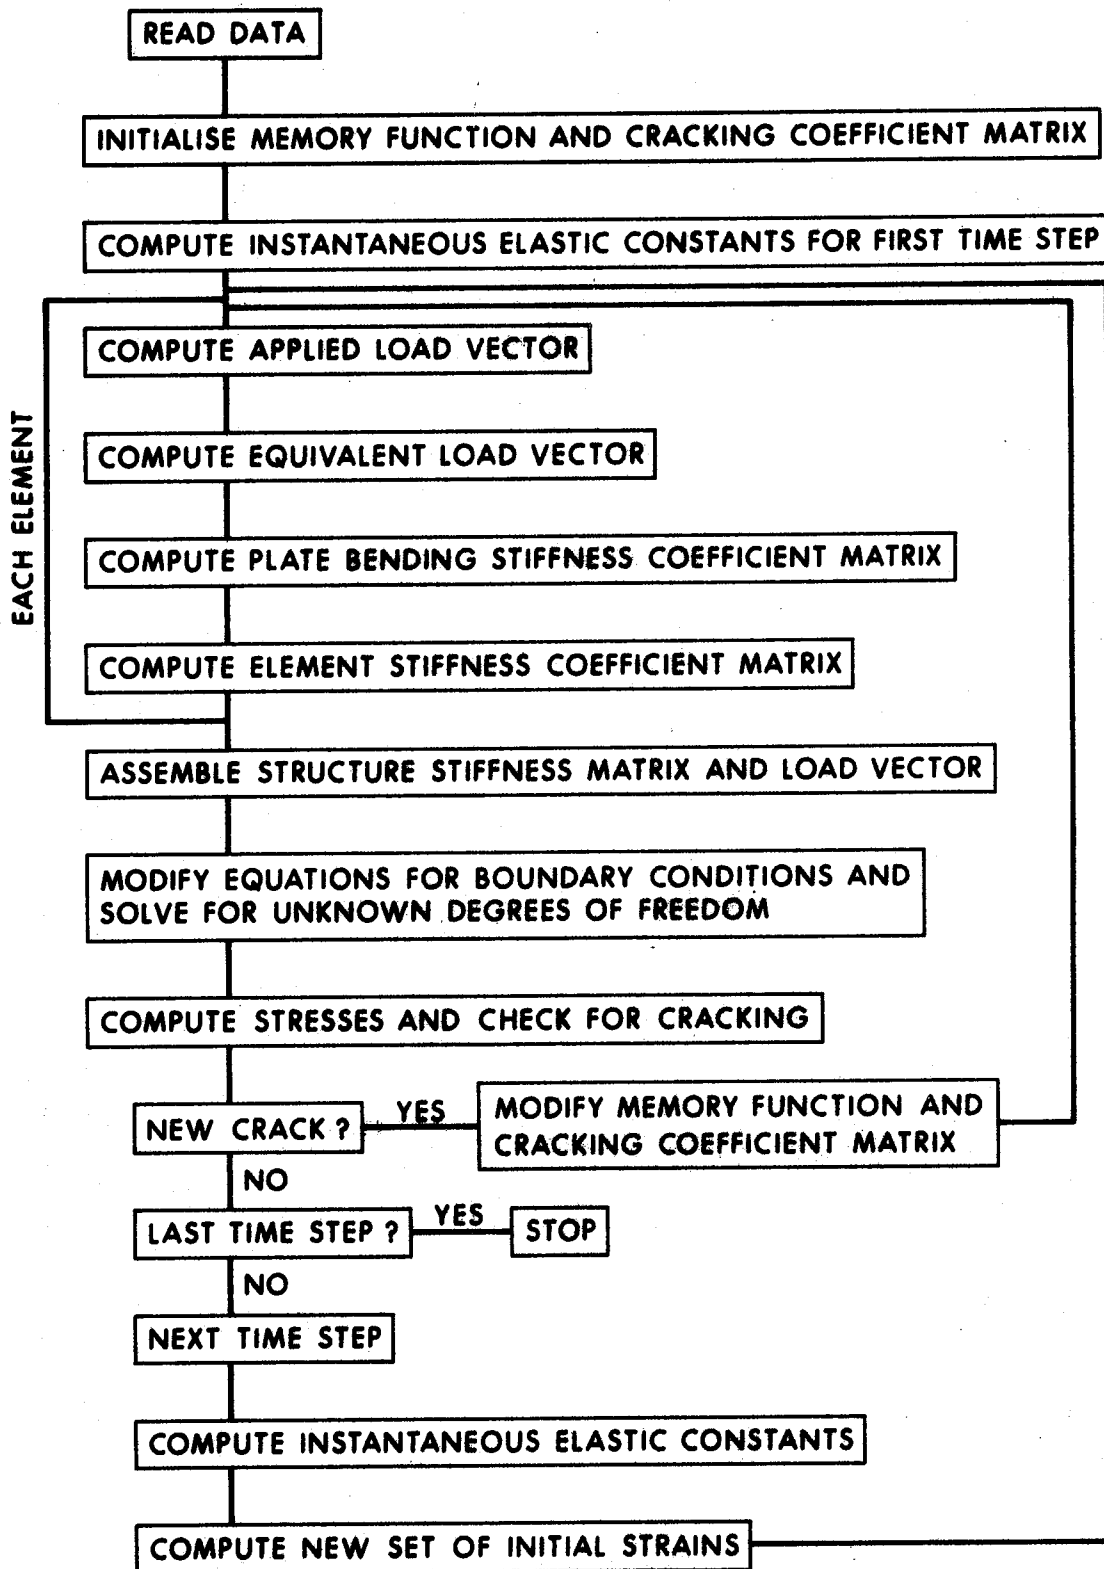 READ DATA
INITIALISE MEMORY FUNCTION AND CRACKING COEFFICIENT MATRIX
COMPUTE INSTANTANEOUS ELASTIC CONSTANTS FOR FIRST TIME STEP
COMPUTE APPLIED LOAD VECTOR
EACH ELEMENT
COMPUTE EQUIVALENT LOAD VECTOR
COMPUTE PLATE BENDING STIFFNESS COEFFICIENT MATRIX
COMPUTE ELEMENT STIFFNESS COEFFICIENT MATRIX
ASSEMBLE STRUCTURE STIFFNESS MATRIX AND LOAD VECTOR
MODIFY EQUATIONS FOR BOUNDARY CONDITIONS AND
SOLVE FOR UNKNOWN DEGREES OF FREEDOM
COMPUTE STRESSES AND CHECK FOR CRACKING
NEW CRACK ?
YES
MODIFY MEMORY FUNCTION AND
CRACKING COEFFICIENT MATRIX
NO
LAST TIME STEP ?
YES
STOP
NO
NEXT TIME STEP
COMPUTE INSTANTANEOUS ELASTIC CONSTANTS
COMPUTE NEW SET OF INITIAL STRAINS